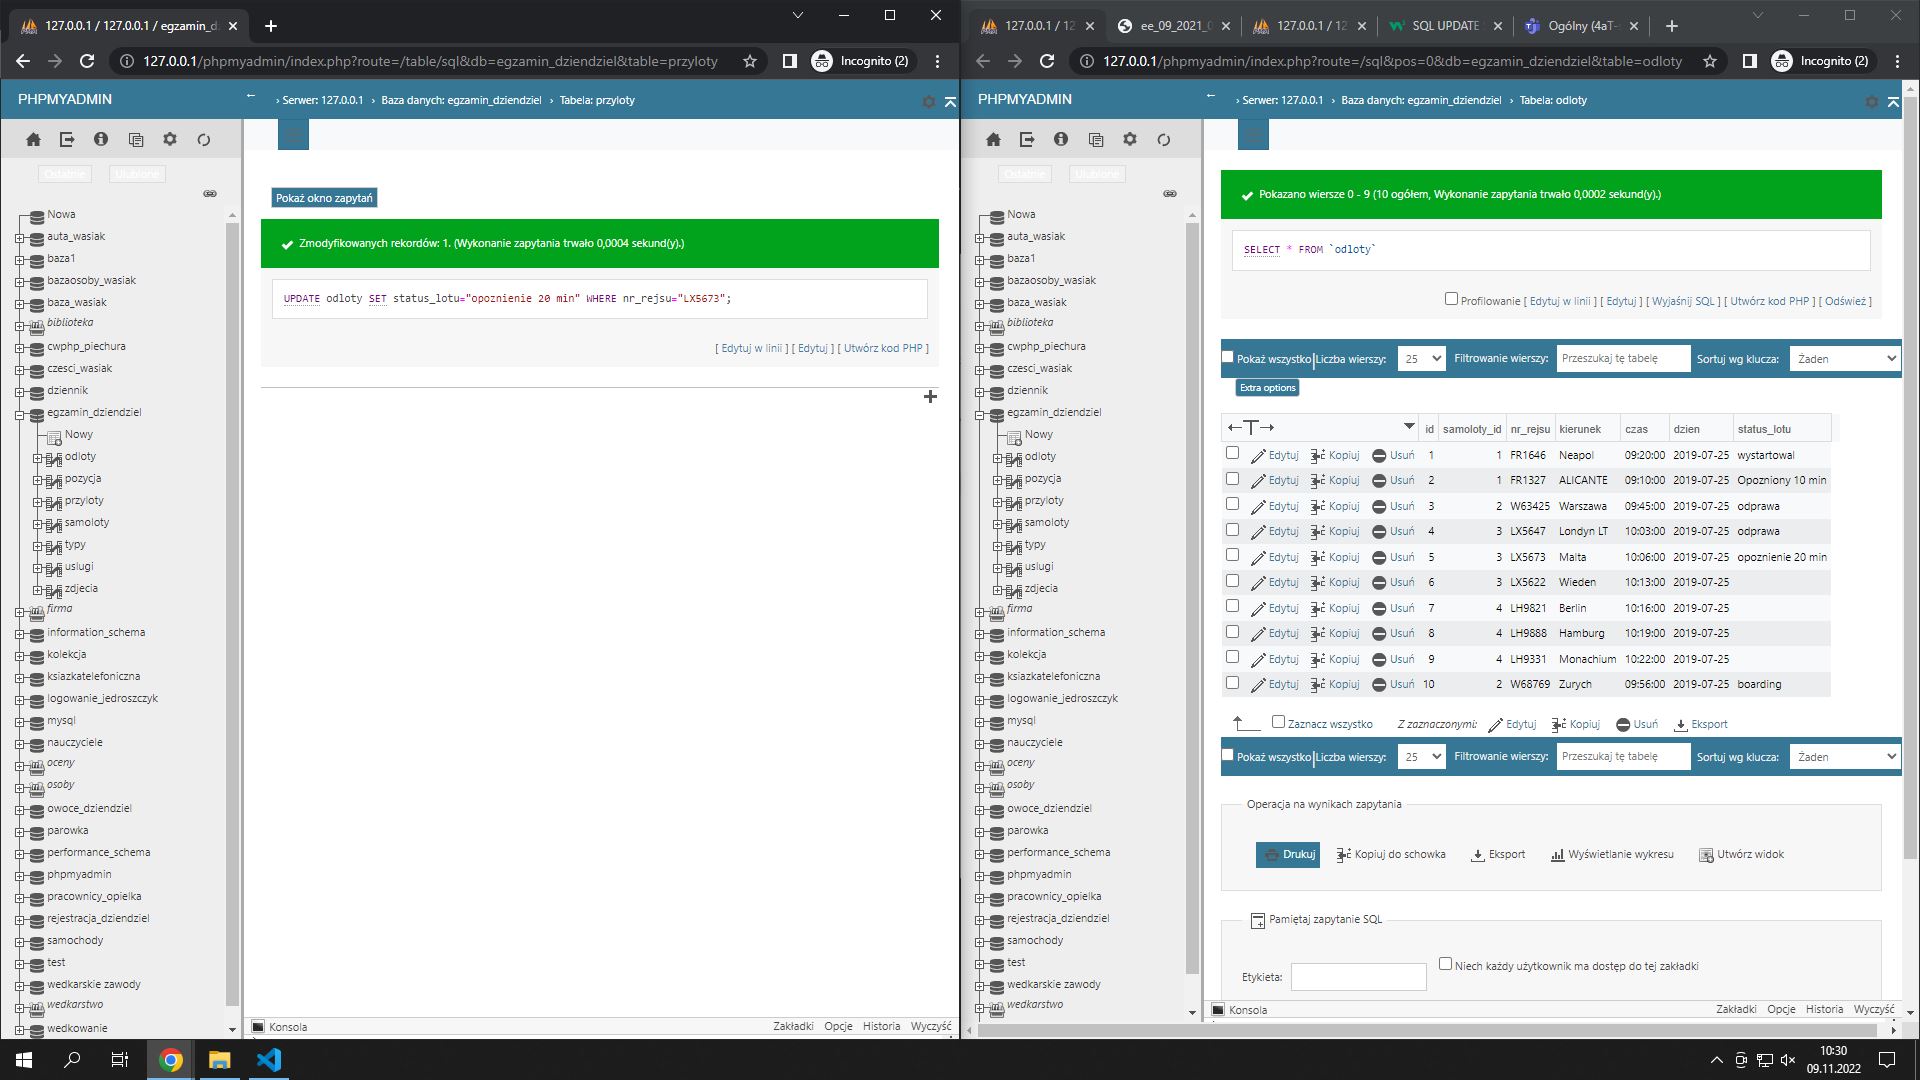 127.0.0.1 / 127.0.0.1 / egzamin_d
127.0.0.1/phpmyadmin/index.php?route=/table/sql&db=egzamin_dziendziel&table=przyloty
Incognito (2)
PHPMYADMIN
← › Serwer: 127.0.0.1 › Baza danych: egzamin_dziendziel › Tabela: przyloty
Ostatnie Ulubione
Nowa
auta_wasiak
baza1
bazaosoby_wasiak
baza_wasiak
biblioteka
cwphp_piechura
czesci_wasiak
dziennik
egzamin_dziendziel
Nowy
odloty
pozycja
przyloty
samoloty
typy
uslugi
zdjecia
firma
information_schema
kolekcja
ksiazkatelefoniczna
logowanie_jedroszczyk
mysql
nauczyciele
oceny
osoby
owoce_dziendziel
parowka
performance_schema
phpmyadmin
pracownicy_opielka
rejestracja_dziendziel
samochody
test
wedkarskie zawody
wedkarstwo
wedkowanie
Pokaż okno zapytań
Zmodyfikowanych rekordów: 1. (Wykonanie zapytania trwało 0,0004 sekund(y).)
UPDATE odloty SET status_lotu="opoznienie 20 min" WHERE nr_rejsu="LX5673";
[ Edytuj w linii ] [ Edytuj ] [ Utwórz kod PHP ]
Konsola
Zakładki Opcje Historia Wyczyść
127.0.0.1 / 12
ee_09_2021_0
127.0.0.1 / 12
SQL UPDATE
Ogólny (4aT-
127.0.0.1/phpmyadmin/index.php?route=/sql&pos=0&db=egzamin_dziendziel&table=odloty
Incognito (2)
PHPMYADMIN
← › Serwer: 127.0.0.1 › Baza danych: egzamin_dziendziel › Tabela: odloty
Ostatnie Ulubione
Nowa
auta_wasiak
baza1
bazaosoby_wasiak
baza_wasiak
biblioteka
cwphp_piechura
czesci_wasiak
dziennik
egzamin_dziendziel
Nowy
odloty
pozycja
przyloty
samoloty
typy
uslugi
zdjecia
firma
information_schema
kolekcja
ksiazkatelefoniczna
logowanie_jedroszczyk
mysql
nauczyciele
oceny
osoby
owoce_dziendziel
parowka
performance_schema
phpmyadmin
pracownicy_opielka
rejestracja_dziendziel
samochody
test
wedkarskie zawody
wedkarstwo
Pokazano wiersze 0 - 9 (10 ogółem, Wykonanie zapytania trwało 0,0002 sekund(y).)
SELECT * FROM `odloty`
Profilowanie [ Edytuj w linii ] [ Edytuj ] [ Wyjaśnij SQL ] [ Utwórz kod PHP ] [ Odśwież ]
Pokaż wszystko | Liczba wierszy: 25 Filtrowanie wierszy: Przeszukaj tę tabelę Sortuj wg klucza: Żaden
Extra options
←T→ id samoloty_id nr_rejsu kierunek czas dzien status_lotu
Edytuj Kopiuj Usuń 1 1 FR1646 Neapol 09:20:00 2019-07-25 wystartowal
Edytuj Kopiuj Usuń 2 1 FR1327 ALICANTE 09:10:00 2019-07-25 Opozniony 10 min
Edytuj Kopiuj Usuń 3 2 W63425 Warszawa 09:45:00 2019-07-25 odprawa
Edytuj Kopiuj Usuń 4 3 LX5647 Londyn LT 10:03:00 2019-07-25 odprawa
Edytuj Kopiuj Usuń 5 3 LX5673 Malta 10:06:00 2019-07-25 opoznienie 20 min
Edytuj Kopiuj Usuń 6 3 LX5622 Wieden 10:13:00 2019-07-25
Edytuj Kopiuj Usuń 7 4 LH9821 Berlin 10:16:00 2019-07-25
Edytuj Kopiuj Usuń 8 4 LH9888 Hamburg 10:19:00 2019-07-25
Edytuj Kopiuj Usuń 9 4 LH9331 Monachium 10:22:00 2019-07-25
Edytuj Kopiuj Usuń 10 2 W68769 Zurych 09:56:00 2019-07-25 boarding
Zaznacz wszystko Z zaznaczonymi: Edytuj Kopiuj Usuń Eksport
Pokaż wszystko | Liczba wierszy: 25 Filtrowanie wierszy: Przeszukaj tę tabelę Sortuj wg klucza: Żaden
Operacja na wynikach zapytania
Drukuj Kopiuj do schowka Eksport Wyświetlanie wykresu Utwórz widok
Pamiętaj zapytanie SQL
Etykieta: Niech każdy użytkownik ma dostęp do tej zakładki
Konsola
Zakładki Opcje Historia Wyczyść
10:30
09.11.2022